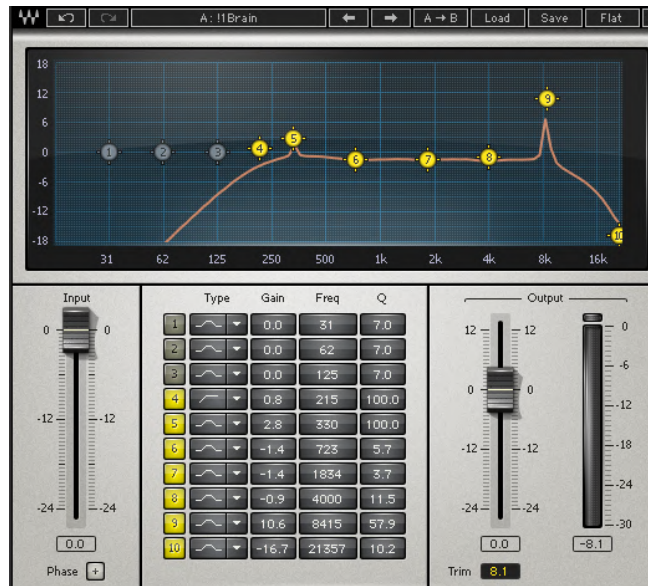 A: !1Brain
A → B
Load
Save
Flat
18
12
6
0
-6
-12
-18
1 2 3 4 5 6 7 8 9 10
31 62 125 250 500 1k 2k 4k 8k 16k
Input
0 0
-12 -12
-24 -24
0.0
Phase +
Type Gain Freq Q
1 0.0 31 7.0
2 0.0 62 7.0
3 0.0 125 7.0
4 0.8 215 100.0
5 2.8 330 100.0
6 -1.4 723 5.7
7 -1.4 1834 3.7
8 -0.9 4000 11.5
9 10.6 8415 57.9
10 -16.7 21357 10.2
Output
12 12
0 0
-12 -12
-24 -24
0
-6
-12
-18
-24
-30
0.0
-8.1
Trim 8.1